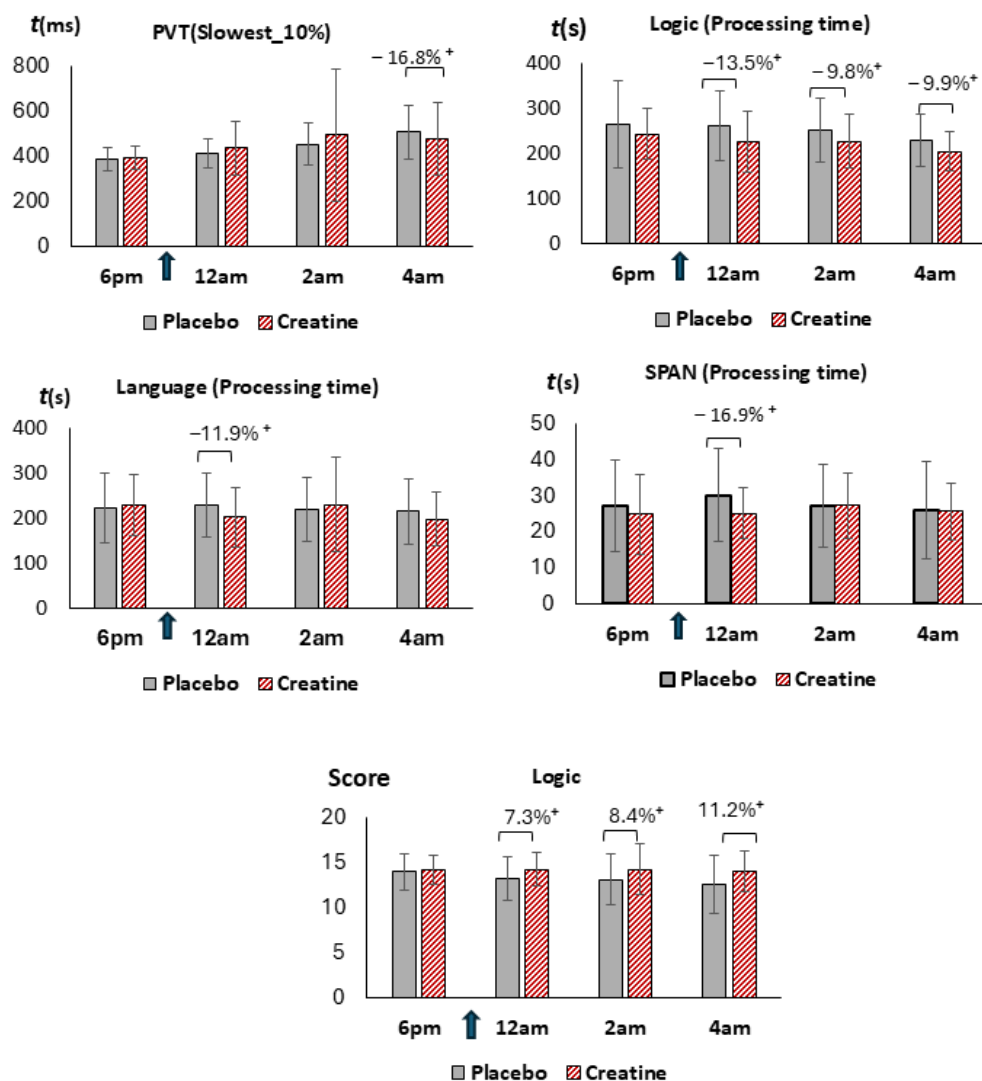 t(ms)
PVT(Slowest_10%)
800
600
400
200
0
− 16.8%+
6pm 12am 2am 4am
Placebo Creatine
t(s)
Logic (Processing time)
400
300
200
100
0
−13.5%+
− 9.8%+
−9.9%+
6pm 12am 2am 4am
Placebo Creatine
t(s)
Language (Processing time)
400
300
200
100
0
−11.9% +
6pm 12am 2am 4am
Placebo Creatine
t(s)
SPAN (Processing time)
50
40
30
20
10
0
− 16.9%+
6pm 12am 2am 4am
Placebo Creatine
Score
Logic
20
15
10
5
0
7.3%+
8.4%+
11.2%+
6pm 12am 2am 4am
Placebo Creatine